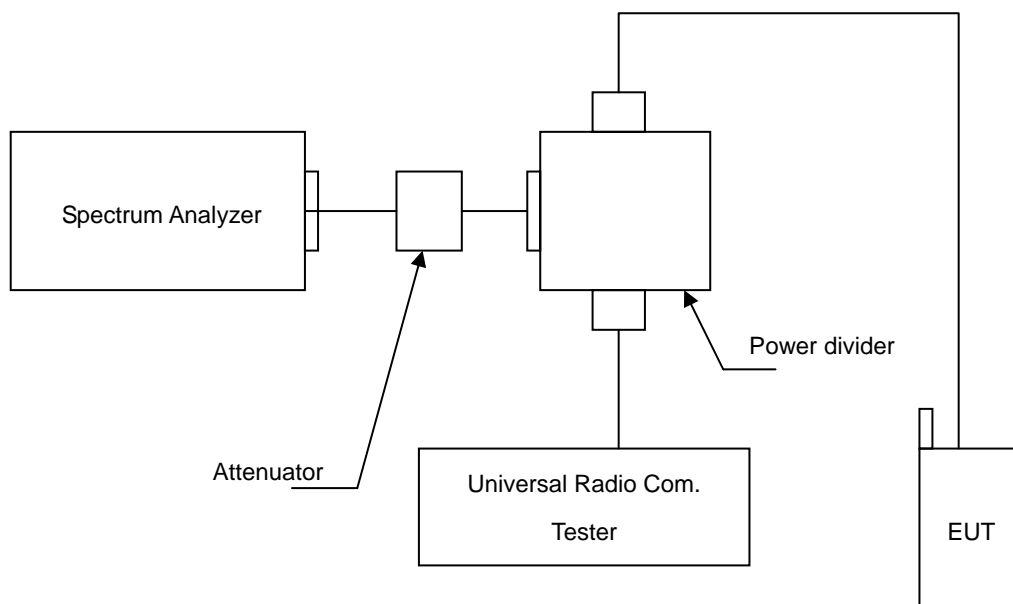 Spectrum Analyzer
Power divider
Attenuator
Universal Radio Com.
Tester
EUT